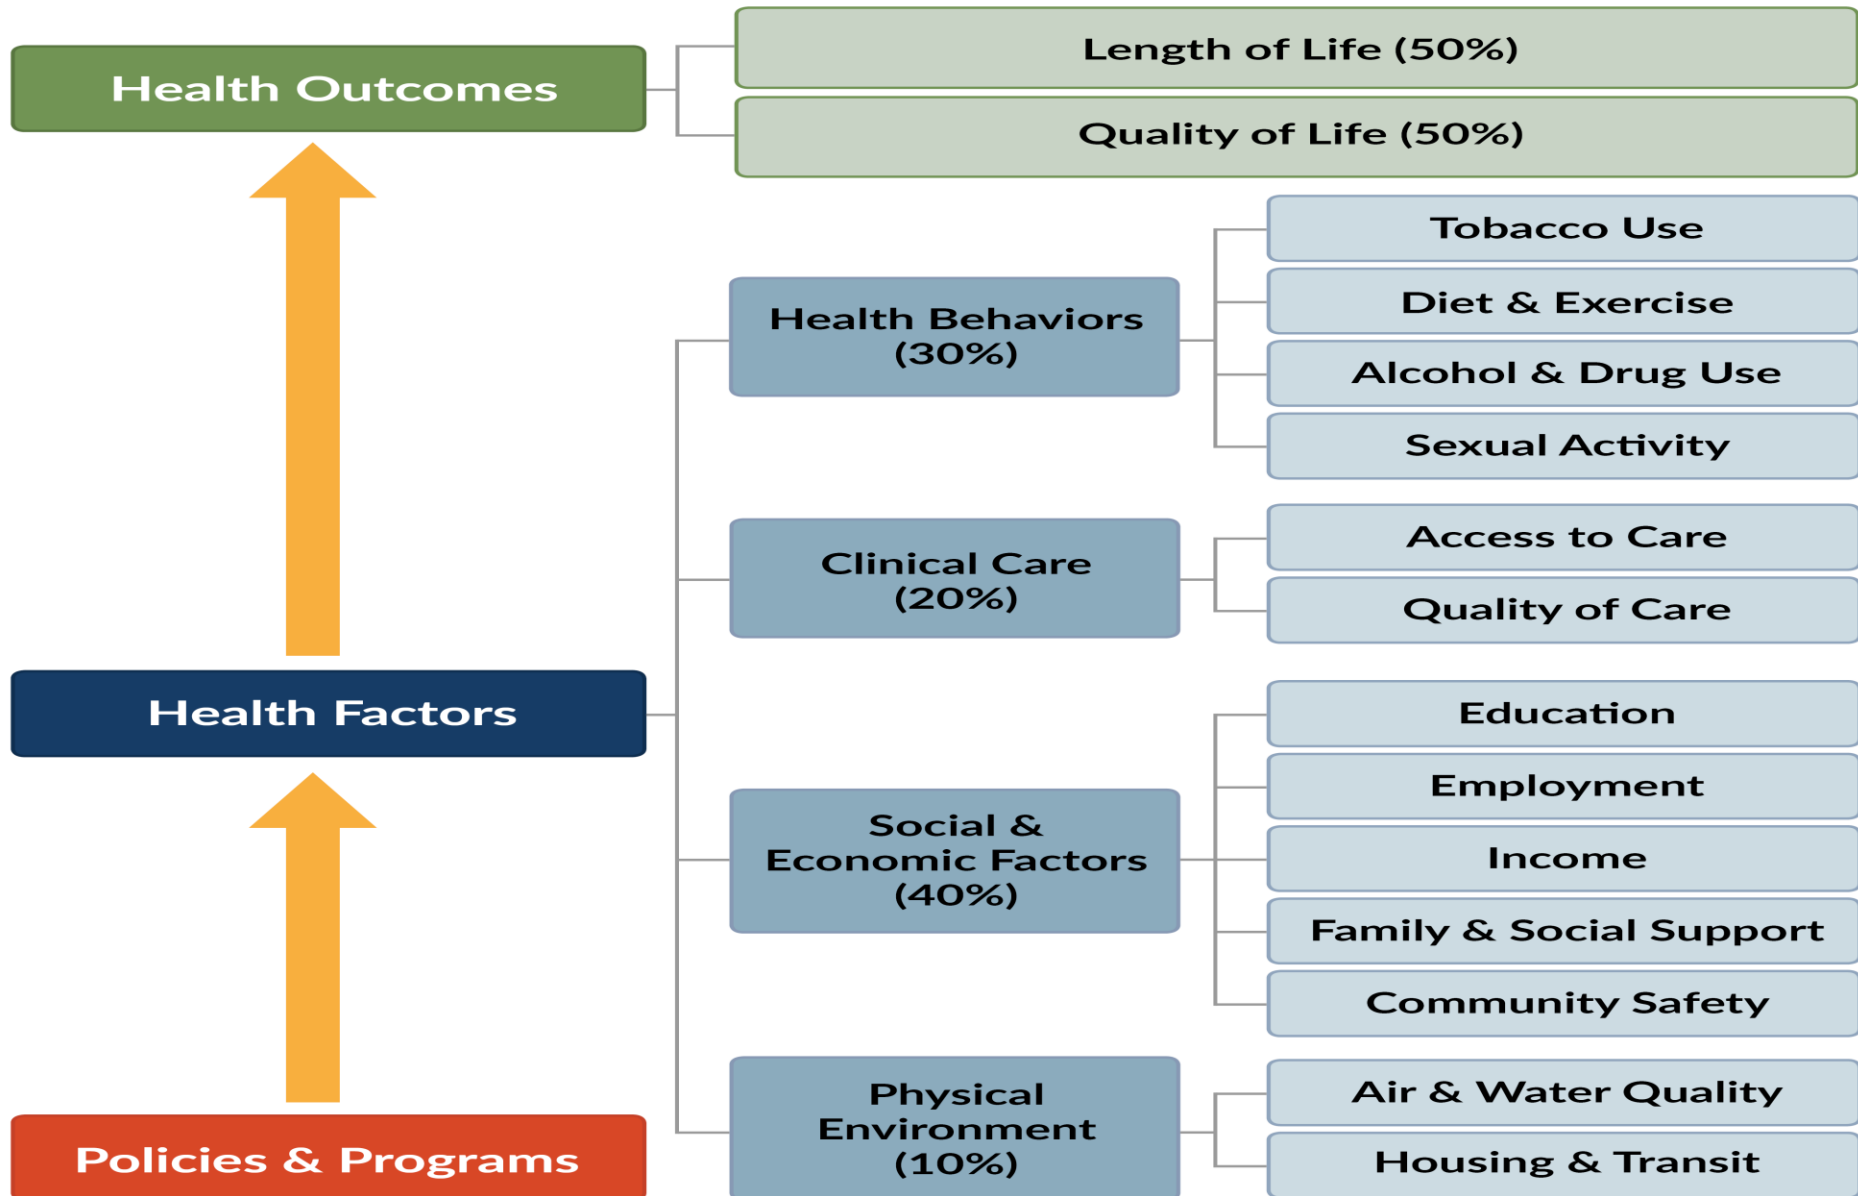 Health Outcomes
Length of Life (50%)
Quality of Life (50%)
Health Factors
Health Behaviors
(30%)
Tobacco Use
Diet & Exercise
Alcohol & Drug Use
Sexual Activity
Clinical Care
(20%)
Access to Care
Quality of Care
Social &
Economic Factors
(40%)
Education
Employment
Income
Family & Social Support
Community Safety
Physical
Environment
(10%)
Air & Water Quality
Housing & Transit
Policies & Programs